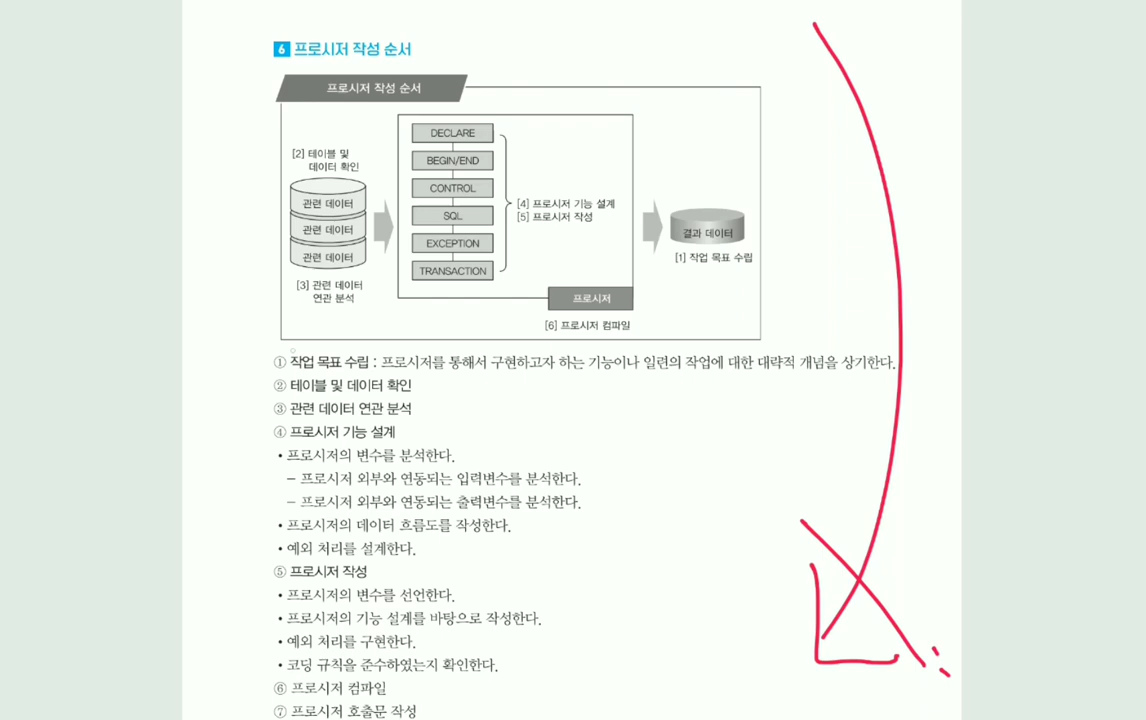 6 프로시저 작성 순서
프로시저 작성 순서
[2] 테이블 및
데이터 확인
관련 데이터
관련 데이터
관련 데이터
[3] 관련 데이터
연관 분석
DECLARE
BEGIN/END
CONTROL
SQL
EXCEPTION
TRANSACTION
[4] 프로시저 기능 설계
[5] 프로시저 작성
프로시저
[6] 프로시저 컴파일
결과 데이터
[1] 작업 목표 수립
① 작업 목표 수립 : 프로시저를 통해서 구현하고자 하는 기능이나 일련의 작업에 대한 대략적 개념을 상기한다.
② 테이블 및 데이터 확인
③ 관련 데이터 연관 분석
④ 프로시저 기능 설계
• 프로시저의 변수를 분석한다.
– 프로시저 외부와 연동되는 입력변수를 분석한다.
– 프로시저 외부와 연동되는 출력변수를 분석한다.
• 프로시저의 데이터 흐름도를 작성한다.
• 예외 처리를 설계한다.
⑤ 프로시저 작성
• 프로시저의 변수를 선언한다.
• 프로시저의 기능 설계를 바탕으로 작성한다.
• 예외 처리를 구현한다.
• 코딩 규칙을 준수하였는지 확인한다.
⑥ 프로시저 컴파일
⑦ 프로시저 호출문 작성